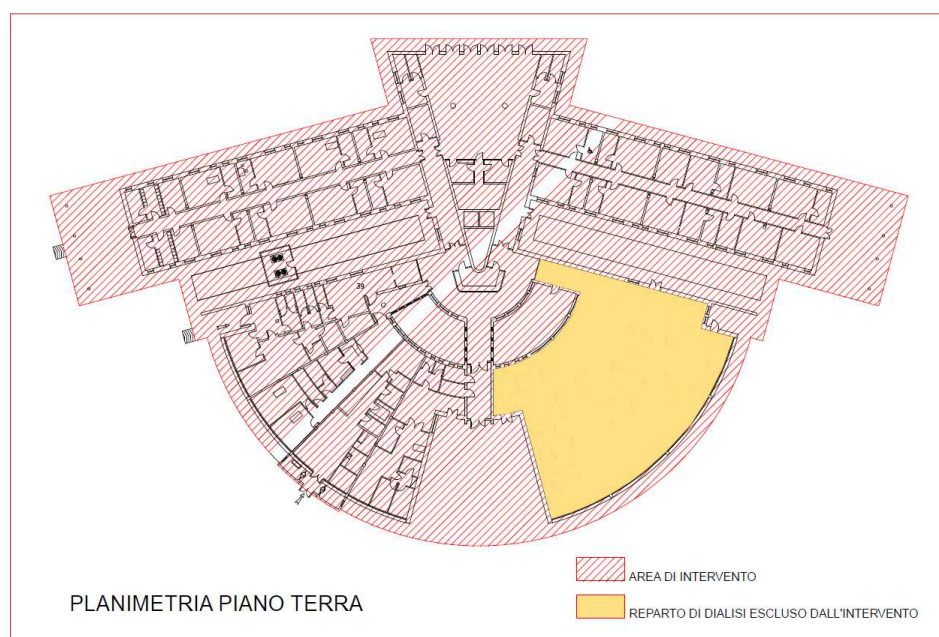 39
AREA DI INTERVENTO
PLANIMETRIA PIANO TERRA
REPARTO DI DIALISI ESCLUSO DALL'INTERVENTO